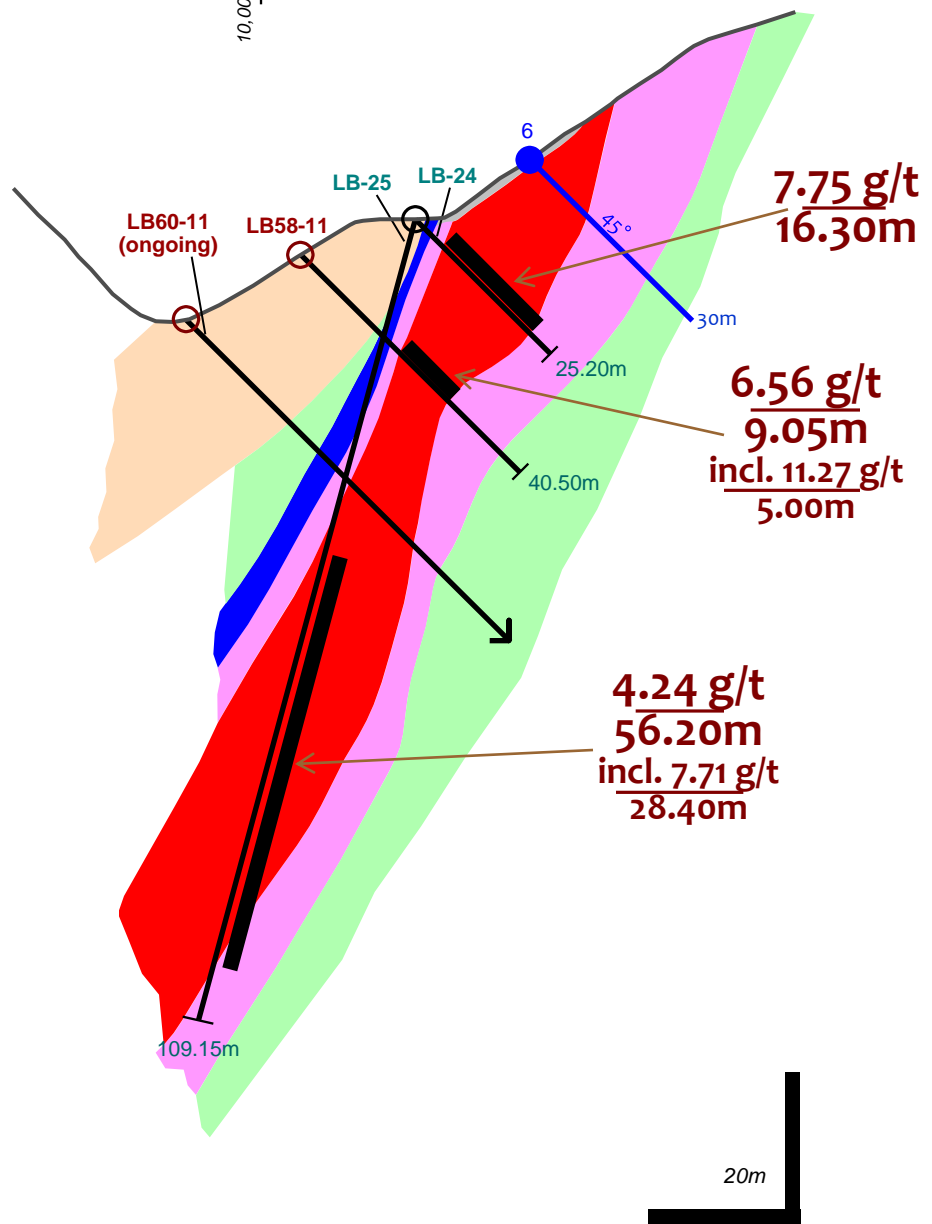 10,00
6
LB-25
LB-24
7.75 g/t
16.30m
LB60-11
(ongoing)
LB58-11
45°
30m
25.20m
6.56 g/t
9.05m
incl. 11.27 g/t
5.00m
40.50m
4.24 g/t
56.20m
incl. 7.71 g/t
28.40m
109.15m
20m